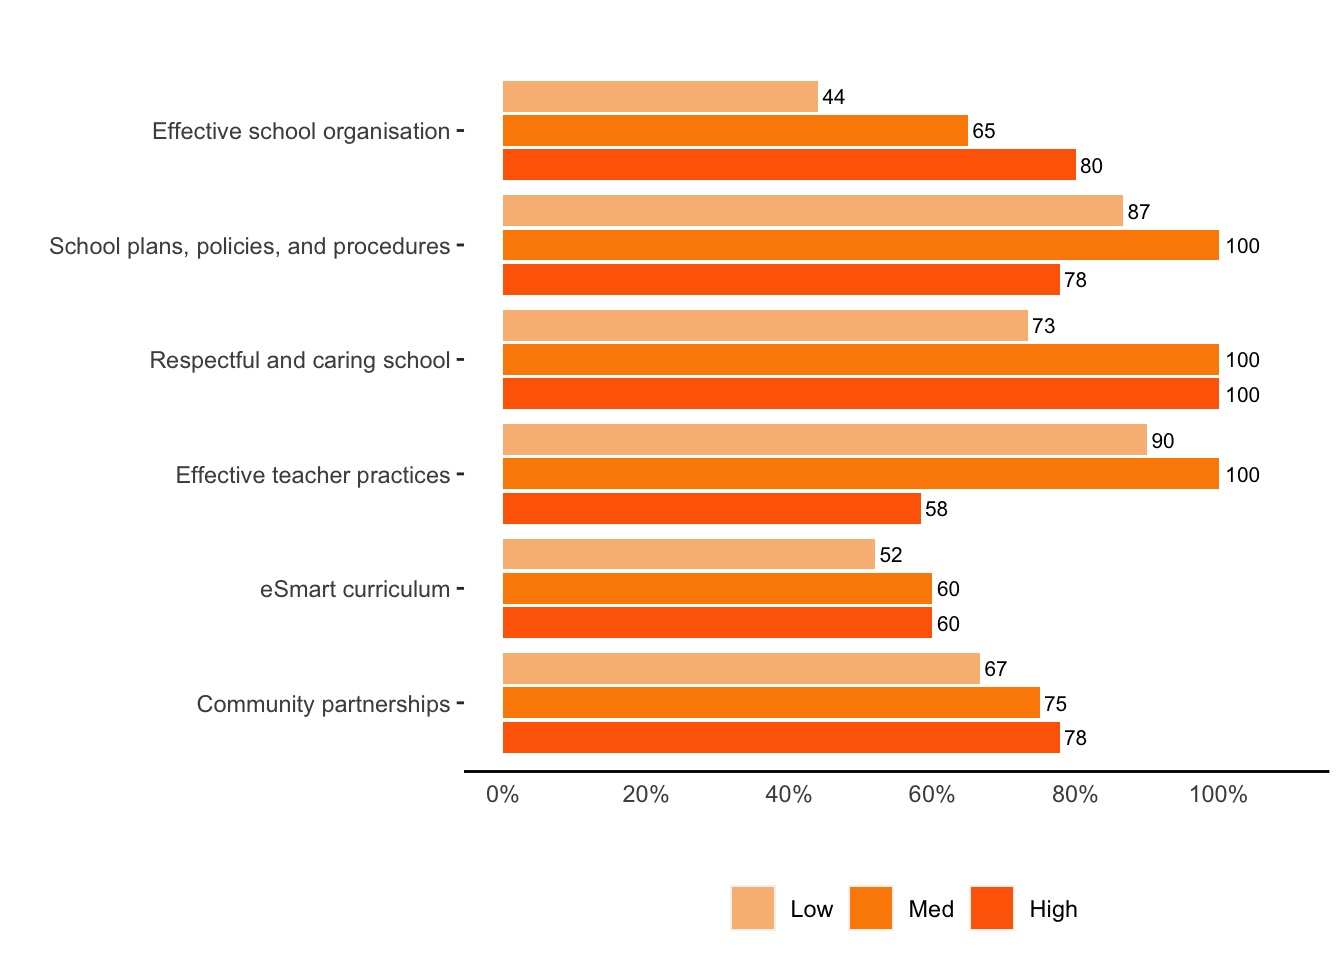 44
Effective school organisation
65
80
87
School plans, policies, and procedures
100
78
73
Respectful and caring school
100
100
90
Effective teacher practices
100
58
52
eSmart curriculum
60
60
67
Community partnerships
75
78
0% 20% 40% 60% 80% 100%
Low Med High